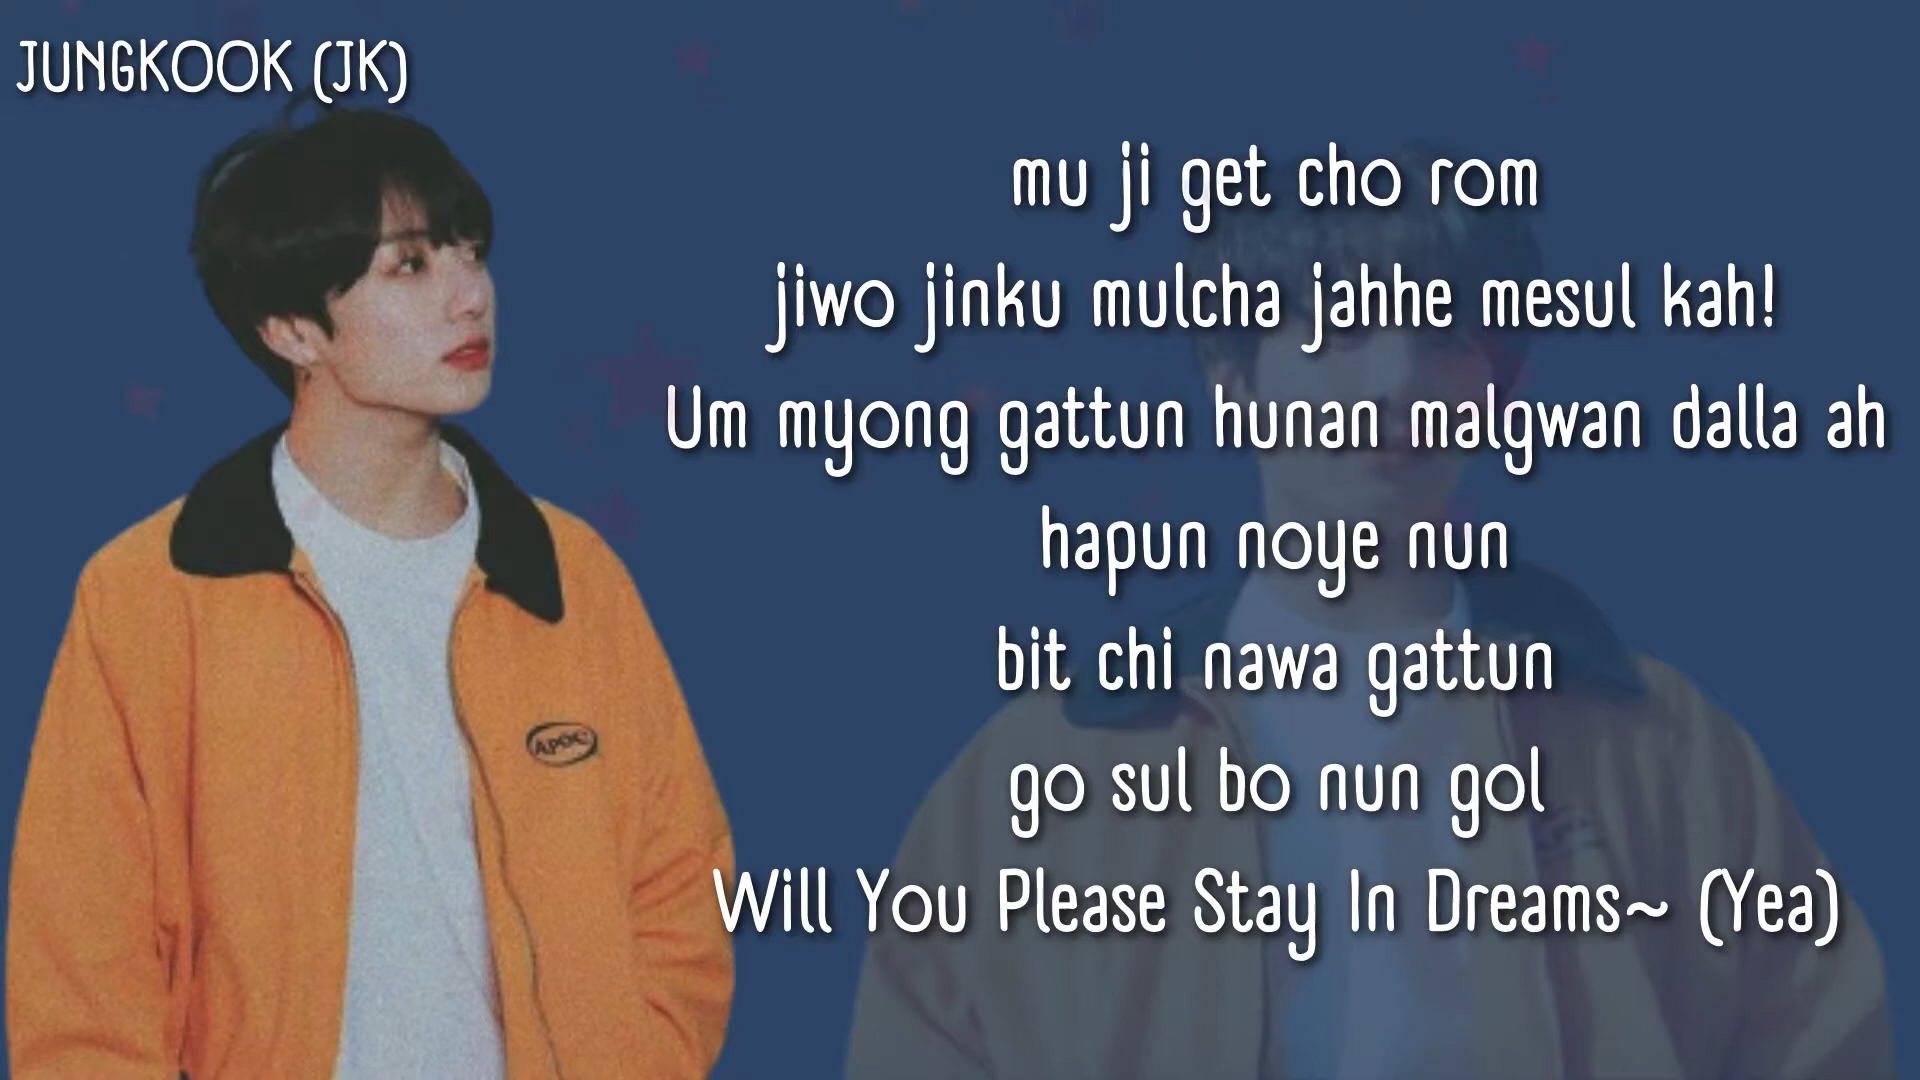 JUNGKOOK (JK)
mu ji get cho rom
jiwo jinku mulcha jahhe mesul kah!
Um myong gattun hunan malgwan dalla ah
hapun noye nun
bit chi nawa gattun
go sul bo nun gol
Will You Please Stay In Dreams~ (Yea)